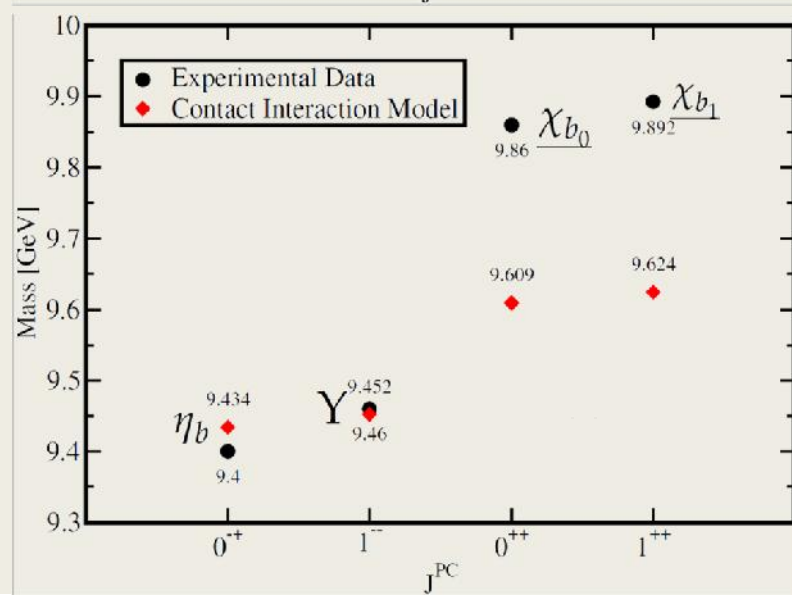 10
Experimental Data
Contact Interaction Model
9.9
χb1
χb0
9.892
9.86
9.8
Mass [GeV]
9.7
9.624
9.609
9.6
9.5
9.452
9.434
Υ
ηb
9.46
9.4
9.4
9.3
0-+ 1-- 0++ 1++
JPC